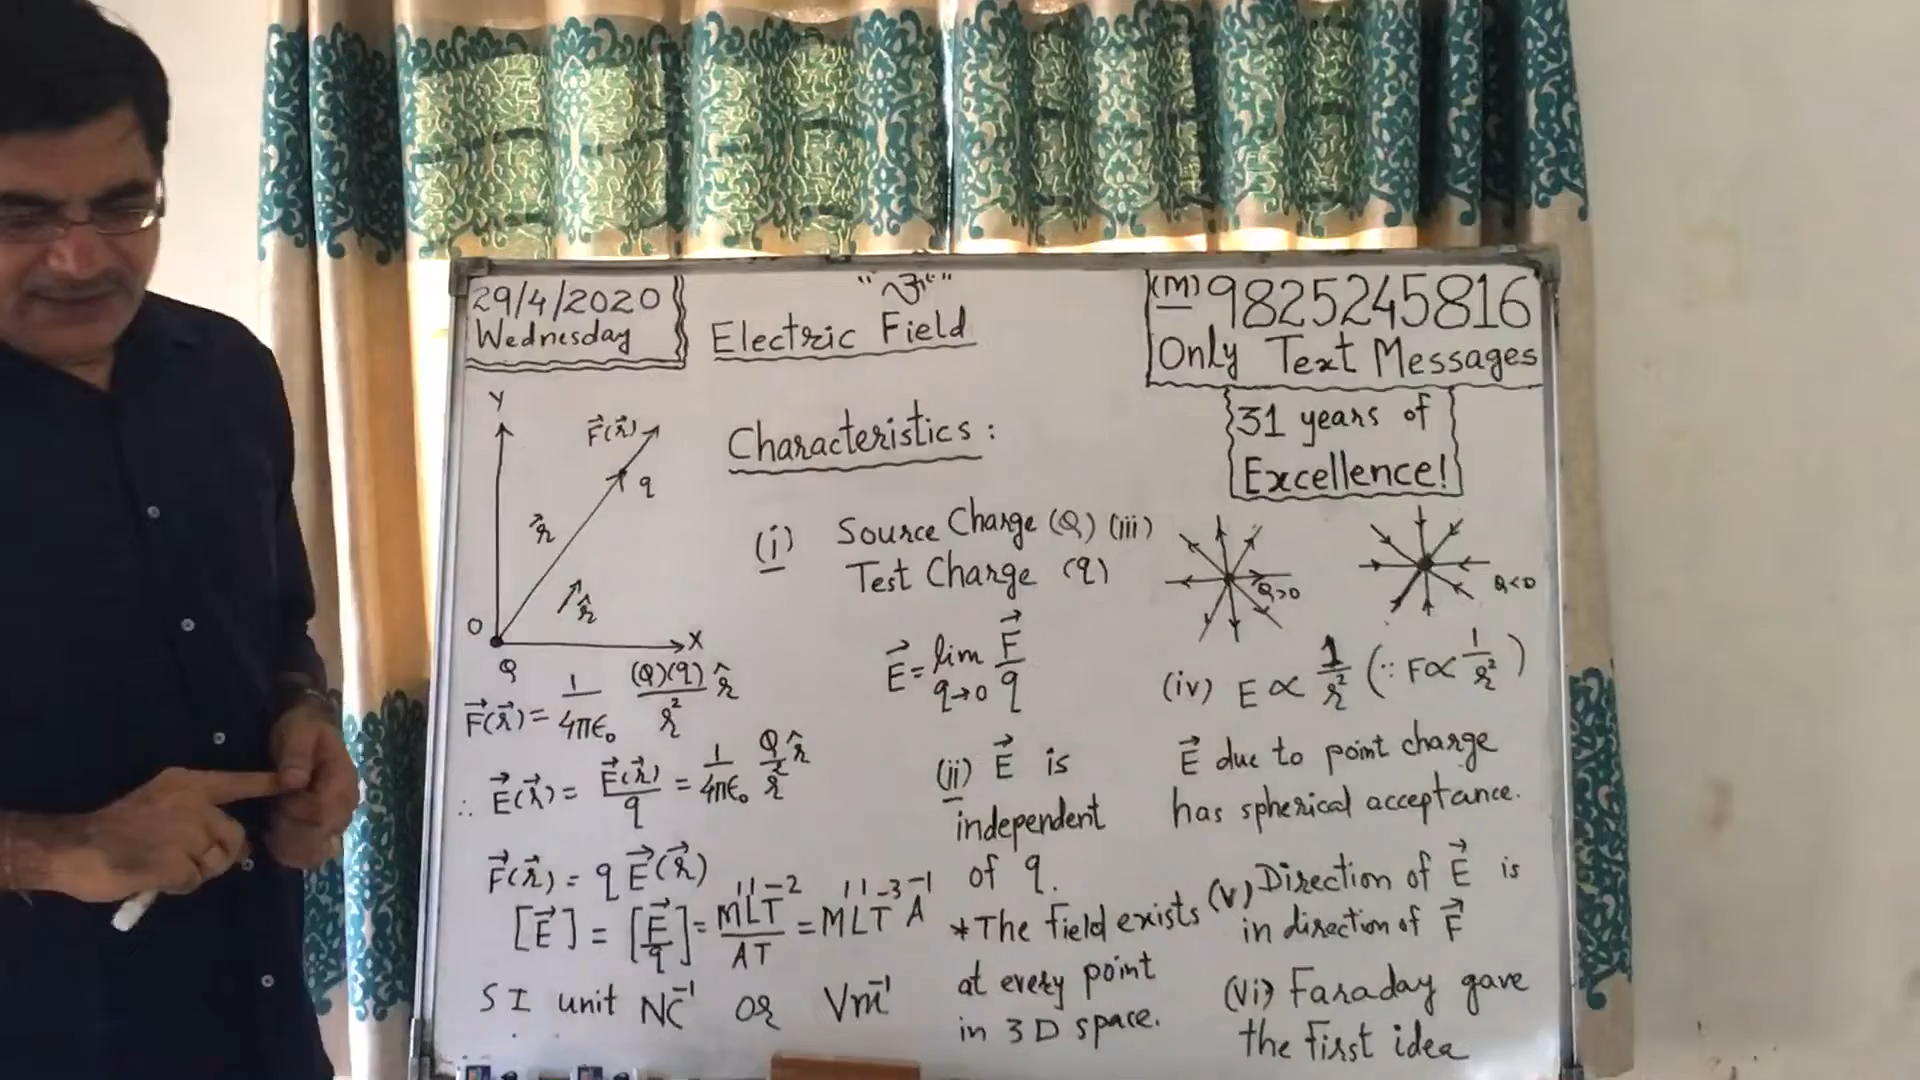 29/4/2020
Wednesday
Electric Field
(M) 9825245816
Only Text Messages
31 years of
Excellence!
Y
F⃗(r⃗)
q
r⃗
r̂
O
X
Q
F⃗(r⃗) = 1/4πϵ₀ (Q)(q)/r² r̂
∴ E⃗(r⃗) = F⃗(r⃗)/q = 1/4πϵ₀ Q/r² r̂
F⃗(r⃗) = q E⃗(r⃗)
[E⃗] = [F⃗/q] = M¹L¹T⁻²/AT = M¹L¹T⁻³A⁻¹
SI unit NC⁻¹ or Vm⁻¹
Characteristics :
(i) Source Charge (Q)
Test Charge (q)
E⃗ = lim q→0 F⃗/q
(ii) E⃗ is
independent
of q.
*The field exists
at every point
in 3D space.
(iii)
Q>0
Q<0
(iv) E ∝ 1/r² (∵ F ∝ 1/r²)
E⃗ due to point charge
has spherical acceptance.
(v) Direction of E⃗ is
in direction of F⃗
(vi) Faraday gave
the first idea